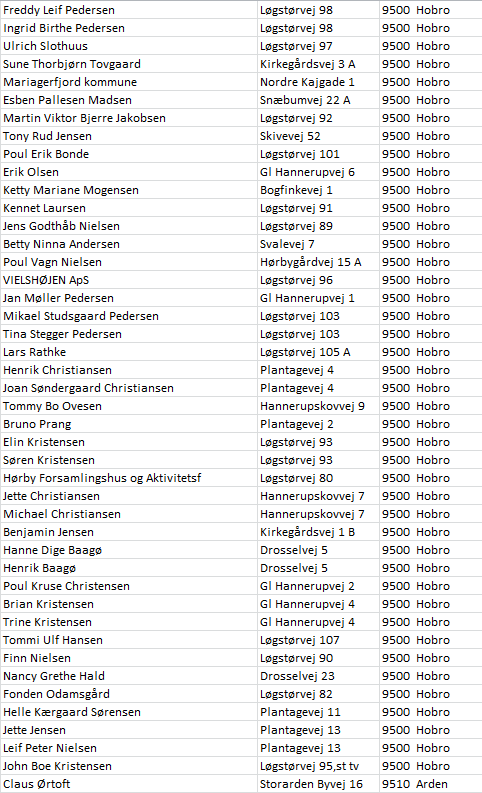 Freddy Leif Pedersen Løgstørvej 98 9500 Hobro
Ingrid Birthe Pedersen Løgstørvej 98 9500 Hobro
Ulrich Slothuus Løgstørvej 97 9500 Hobro
Sune Thorbjørn Tovgaard Kirkegårdsvej 3 A 9500 Hobro
Mariagerfjord kommune Nordre Kajgade 1 9500 Hobro
Esben Pallesen Madsen Snæbumvej 22 A 9500 Hobro
Martin Viktor Bjerre Jakobsen Løgstørvej 92 9500 Hobro
Tony Rud Jensen Skivevej 52 9500 Hobro
Poul Erik Bonde Løgstørvej 101 9500 Hobro
Erik Olsen Gl Hannerupvej 6 9500 Hobro
Ketty Mariane Mogensen Bogfinkevej 1 9500 Hobro
Kennet Laursen Løgstørvej 91 9500 Hobro
Jens Godthåb Nielsen Løgstørvej 89 9500 Hobro
Betty Ninna Andersen Svalevej 7 9500 Hobro
Poul Vagn Nielsen Hørbygårdvej 15 A 9500 Hobro
VIELSHØJEN ApS Løgstørvej 96 9500 Hobro
Jan Møller Pedersen Gl Hannerupvej 1 9500 Hobro
Mikael Studsgaard Pedersen Løgstørvej 103 9500 Hobro
Tina Stegger Pedersen Løgstørvej 103 9500 Hobro
Lars Rathke Løgstørvej 105 A 9500 Hobro
Henrik Christiansen Plantagevej 4 9500 Hobro
Joan Søndergaard Christiansen Plantagevej 4 9500 Hobro
Tommy Bo Ovesen Hannerupskovvej 9 9500 Hobro
Bruno Prang Plantagevej 2 9500 Hobro
Elin Kristensen Løgstørvej 93 9500 Hobro
Søren Kristensen Løgstørvej 93 9500 Hobro
Hørby Forsamlingshus og Aktivitetsf Løgstørvej 80 9500 Hobro
Jette Christiansen Hannerupskovvej 7 9500 Hobro
Michael Christiansen Hannerupskovvej 7 9500 Hobro
Benjamin Jensen Kirkegårdsvej 1 B 9500 Hobro
Hanne Dige Baagø Drosselvej 5 9500 Hobro
Henrik Baagø Drosselvej 5 9500 Hobro
Poul Kruse Christensen Gl Hannerupvej 2 9500 Hobro
Brian Kristensen Gl Hannerupvej 4 9500 Hobro
Trine Kristensen Gl Hannerupvej 4 9500 Hobro
Tommi Ulf Hansen Løgstørvej 107 9500 Hobro
Finn Nielsen Løgstørvej 90 9500 Hobro
Nancy Grethe Hald Drosselvej 23 9500 Hobro
Fonden Odamsgård Løgstørvej 82 9500 Hobro
Helle Kærgaard Sørensen Plantagevej 11 9500 Hobro
Jette Jensen Plantagevej 13 9500 Hobro
Leif Peter Nielsen Plantagevej 13 9500 Hobro
John Boe Kristensen Løgstørvej 95,st tv 9500 Hobro
Claus Ørtoft Storarden Byvej 16 9510 Arden